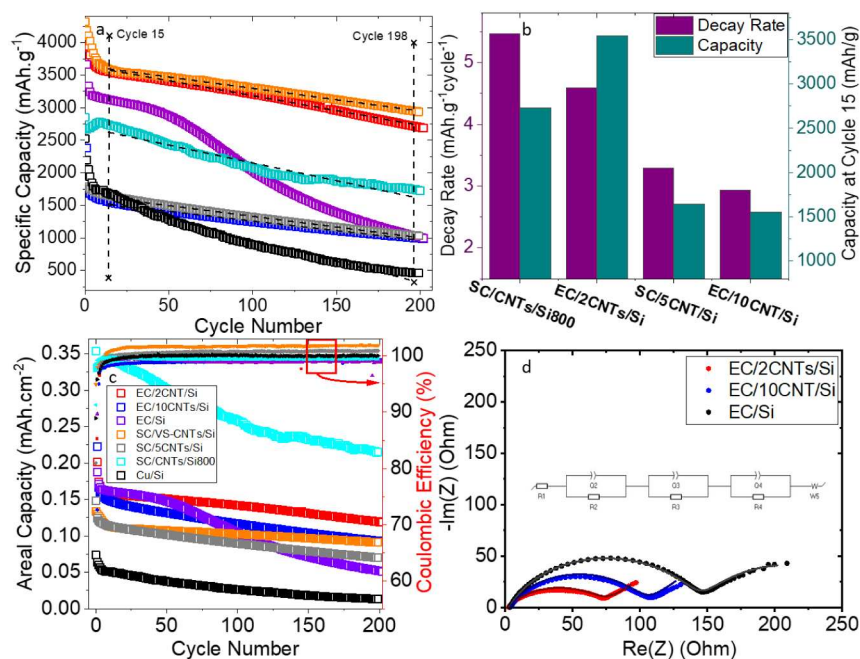 a
Cycle 15
Cycle 198
Specific Capacity (mAh.g⁻¹)
4000
3500
3000
2500
2000
1500
1000
500
0 50 100 150 200
Cycle Number
b
Decay Rate
Capacity
Decay Rate (mAh.g⁻¹cycle⁻¹)
5
4
3
2
Capacity at Cylcle 15 (mAh/g)
3500
3000
2500
2000
1500
1000
SC/CNTs/Si800
EC/2CNTs/Si
SC/5CNT/Si
EC/10CNT/Si
c
Areal Capacity (mAh.cm⁻²)
0.35
0.30
0.25
0.20
0.15
0.10
0.05
0.00
0 50 100 150 200
Cycle Number
Coulombic Efficiency (%)
100
90
80
70
60
EC/2CNT/Si
EC/10CNTs/Si
EC/Si
SC/VS-CNTs/Si
SC/5CNTs/Si
SC/CNTs/Si800
Cu/Si
d
EC/2CNTs/Si
EC/10CNT/Si
EC/Si
-Im(Z) (Ohm)
250
200
150
100
50
0
0 50 100 150 200 250
Re(Z) (Ohm)
Q2 Q3 Q4
R1 W5
R2 R3 R4